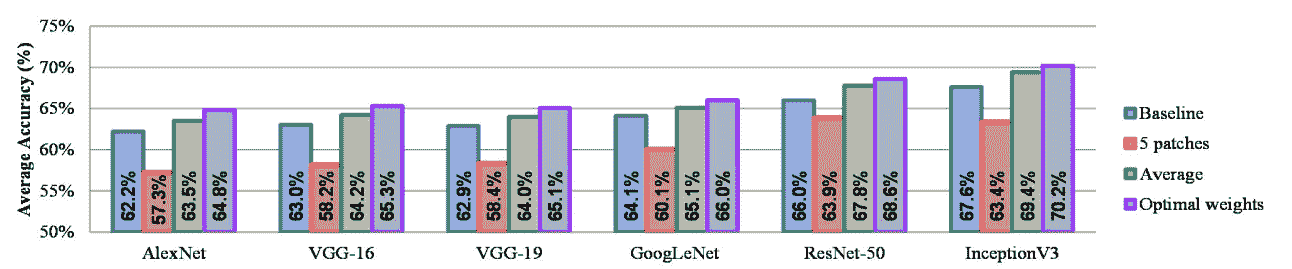 Average Accuracy (%)
75%
70%
65%
60%
55%
50%
62.2%
57.3%
63.5%
64.8%
63.0%
58.2%
64.2%
65.3%
62.9%
58.4%
64.0%
65.1%
64.1%
60.1%
65.1%
66.0%
66.0%
63.9%
67.8%
68.6%
67.6%
63.4%
69.4%
70.2%
AlexNet
VGG-16
VGG-19
GoogLeNet
ResNet-50
InceptionV3
Baseline
5 patches
Average
Optimal weights